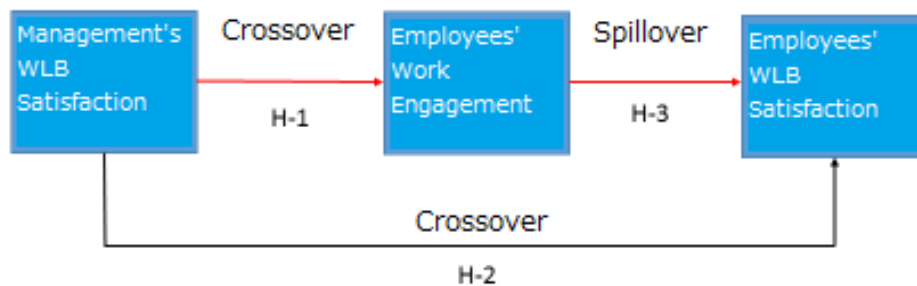 Management's
WLB
Satisfaction
Crossover
H-1
Employees'
Work
Engagement
Spillover
H-3
Employees'
WLB
Satisfaction
Crossover
H-2